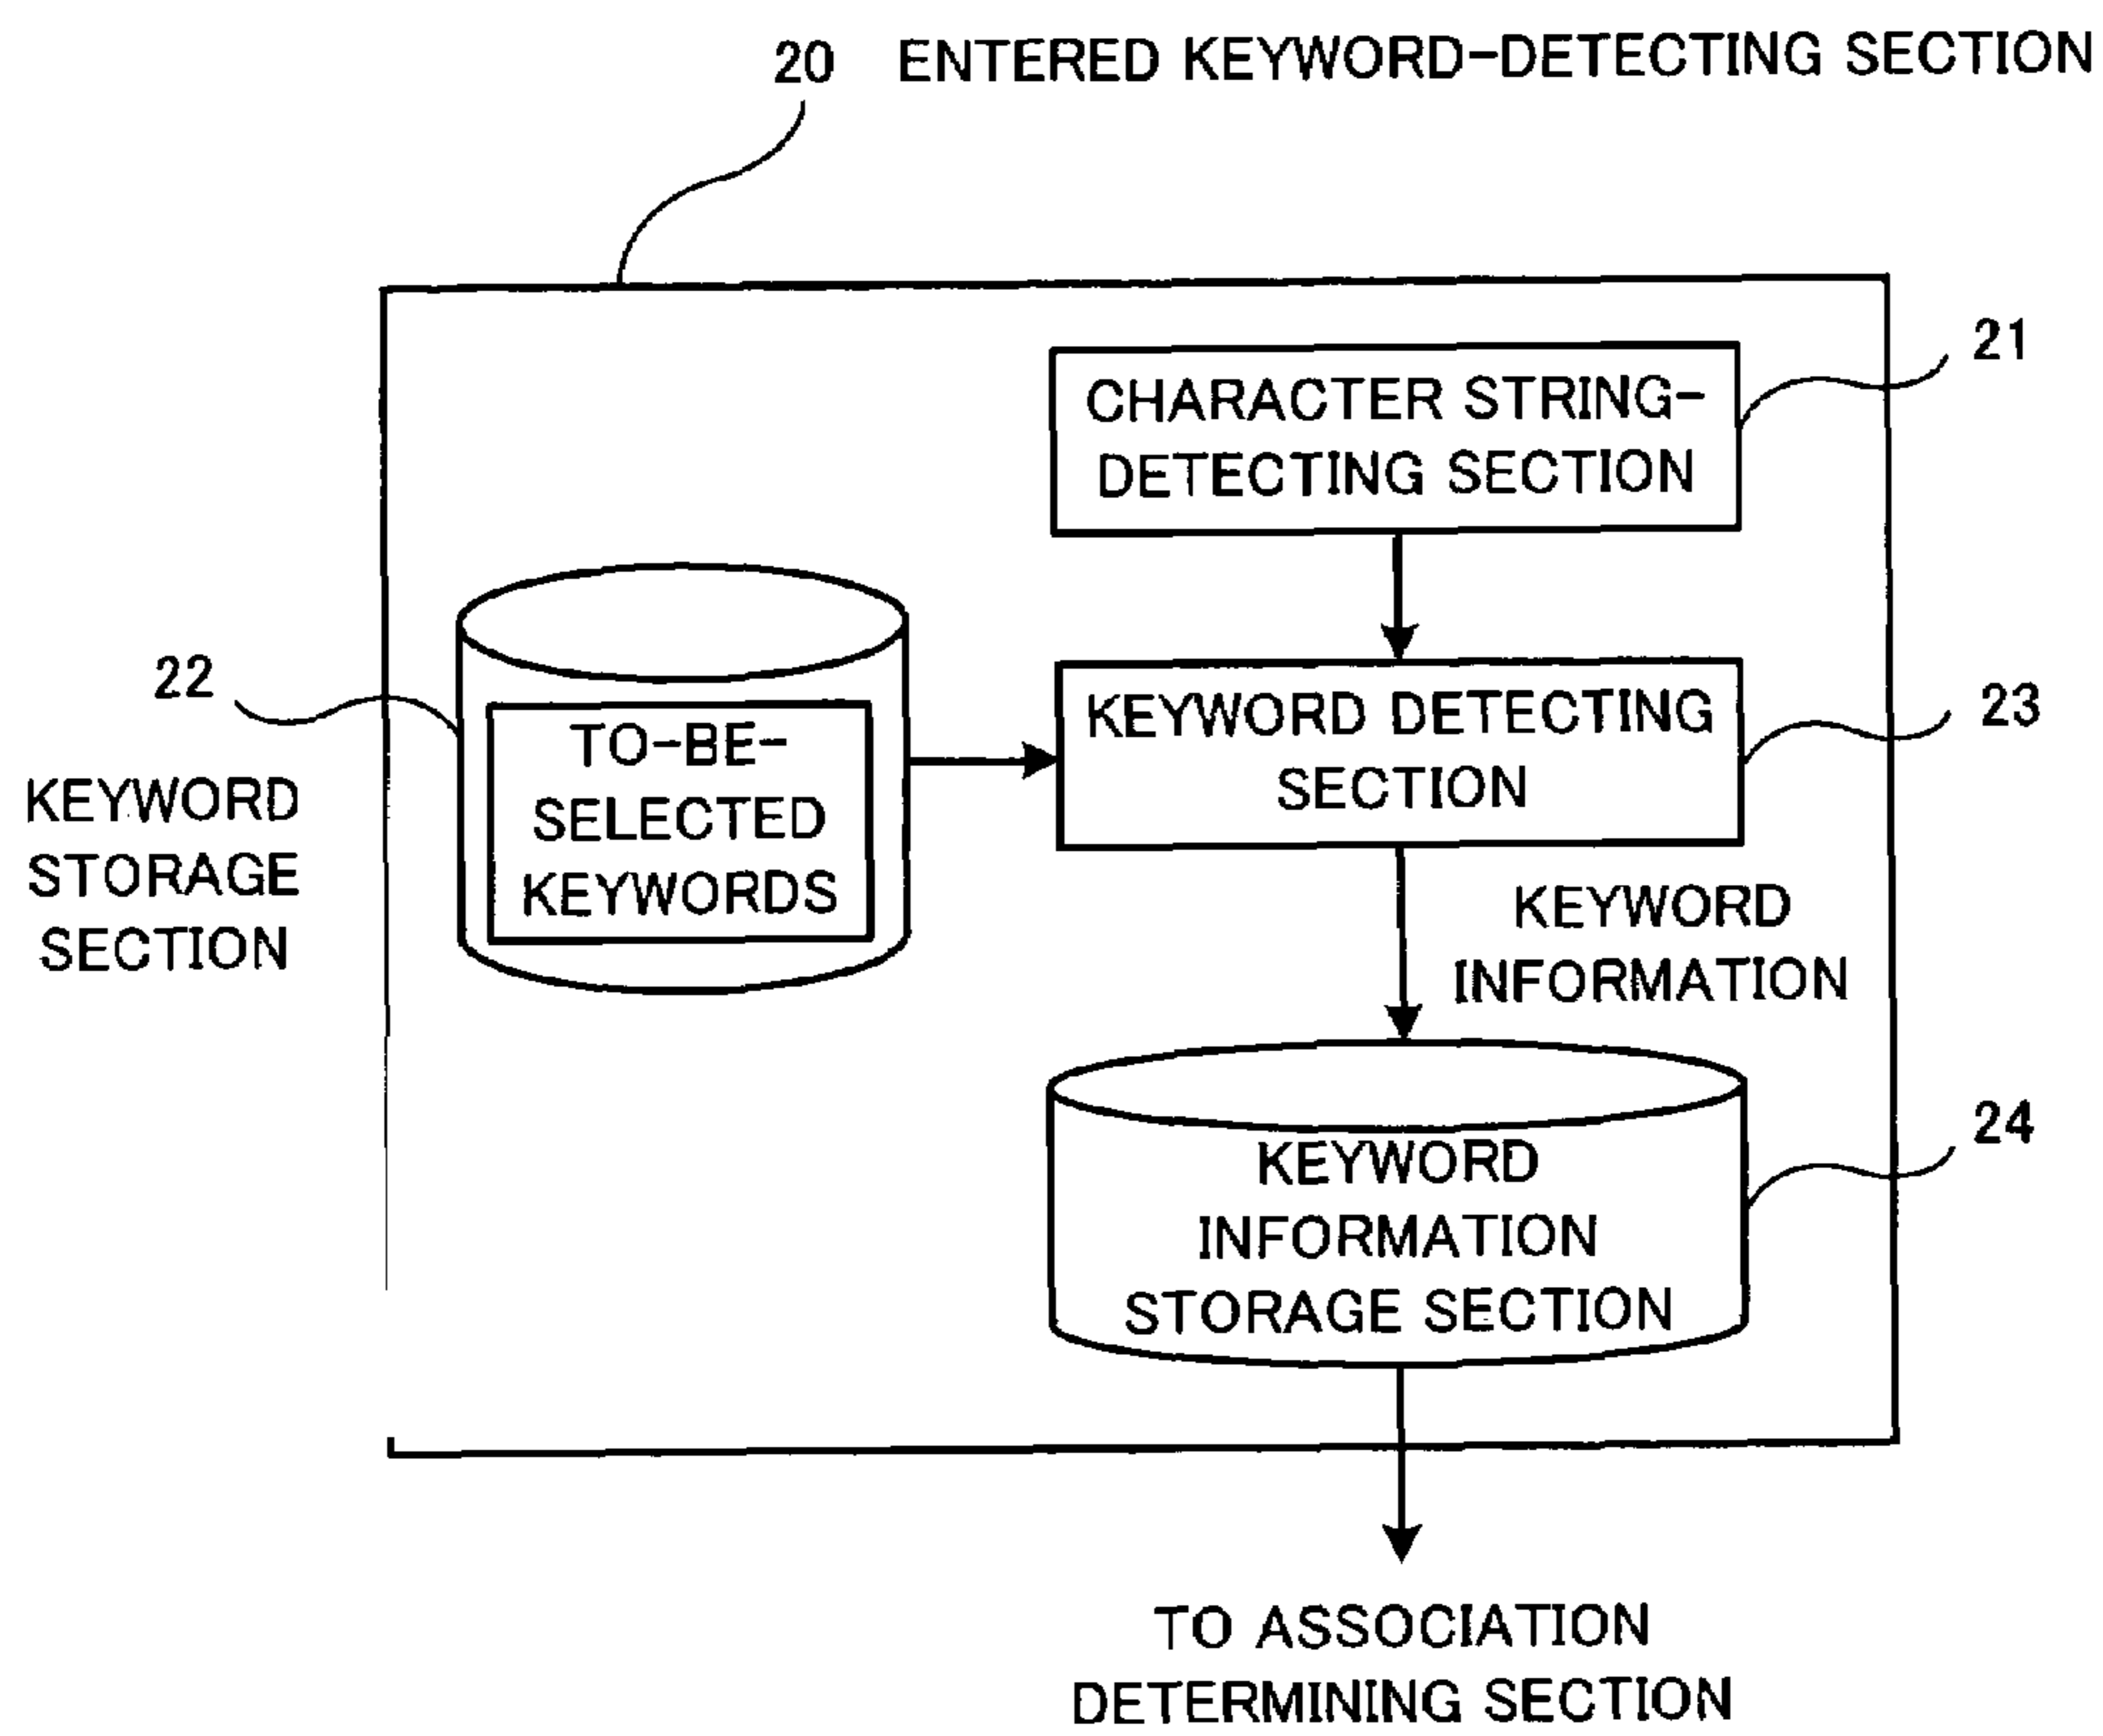 20 ENTERED KEYWORD-DETECTING SECTION
21
CHARACTER STRING-
DETECTING SECTION
22
KEYWORD
STORAGE
SECTION
TO-BE-
SELECTED
KEYWORDS
23
KEYWORD DETECTING
SECTION
KEYWORD
INFORMATION
24
KEYWORD
INFORMATION
STORAGE SECTION
TO ASSOCIATION
DETERMINING SECTION